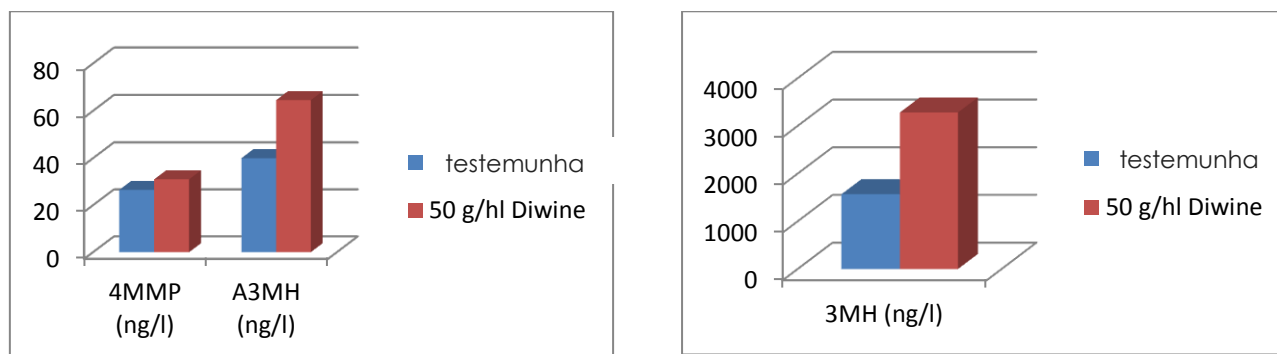 80
60
40
20
0
4MMP
(ng/l)
A3MH
(ng/l)
testemunha
50 g/hl Diwine
4000
3000
2000
1000
0
3MH (ng/l)
testemunha
50 g/hl Diwine